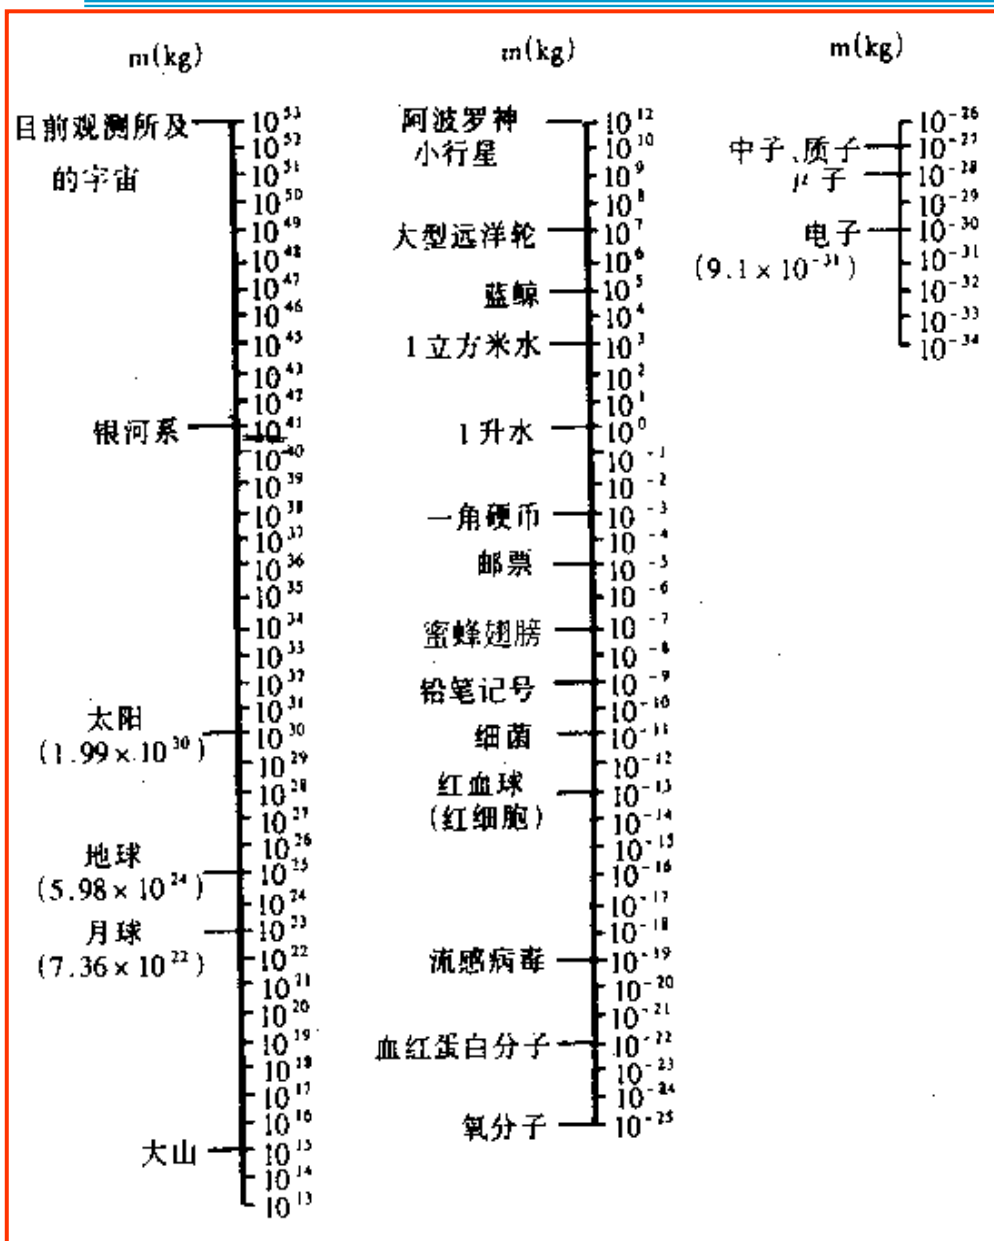 m(kg)
目前观测所及 10⁵³
10⁵²
的宇宙 10⁵¹
10⁵⁰
10⁴⁹
10⁴⁸
10⁴⁷
10⁴⁶
10⁴⁵
10⁴³
10⁴²
银河系 10⁴¹
10⁴⁰
10³⁹
10³⁸
10³⁷
10³⁶
10³⁵
10³⁴
10³³
10³²
10³¹
太阳 10³⁰
(1.99×10³⁰)
10²⁹
10²⁸
10²⁷
10²⁶
地球 10²⁵
(5.98×10²⁴)
10²⁴
月球 10²³
(7.36×10²²) 10²²
10²¹
10²⁰
10¹⁹
10¹⁸
10¹⁷
10¹⁶
大山 10¹⁵
10¹⁴
10¹³
m(kg)
阿波罗神 10¹²
小行星 10¹⁰
10⁹
10⁸
大型远洋轮 10⁷
10⁶
蓝鲸 10⁵
10⁴
1立方米水 10³
10²
10¹
1升水 10⁰
10⁻¹
10⁻²
一角硬币 10⁻³
10⁻⁴
邮票 10⁻⁵
10⁻⁶
蜜蜂翅膀 10⁻⁷
10⁻⁸
铅笔记号 10⁻⁹
10⁻¹⁰
细菌 10⁻¹¹
10⁻¹²
红血球 10⁻¹³
(红细胞) 10⁻¹⁴
10⁻¹⁵
10⁻¹⁶
10⁻¹⁷
10⁻¹⁸
流感病毒 10⁻¹⁹
10⁻²⁰
10⁻²¹
血红蛋白分子 10⁻²²
10⁻²³
10⁻²⁴
氧分子 10⁻²⁵
m(kg)
10⁻²⁶
中子、质子 10⁻²⁷
μ子 10⁻²⁸
10⁻²⁹
电子 10⁻³⁰
(9.1×10⁻³¹) 10⁻³¹
10⁻³²
10⁻³³
10⁻³⁴